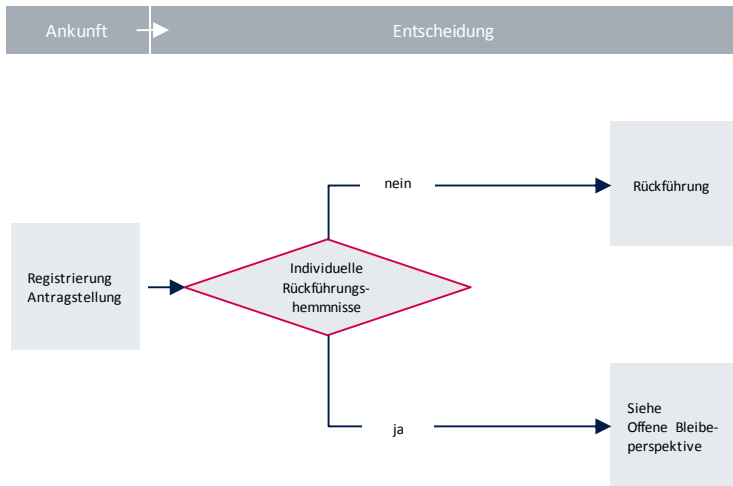 Ankunft
Entscheidung
nein
Rückführung
Registrierung
Antragstellung
Individuelle
Rückführungs-
hemmnisse
ja
Siehe
Offene Bleibe-
perspektive